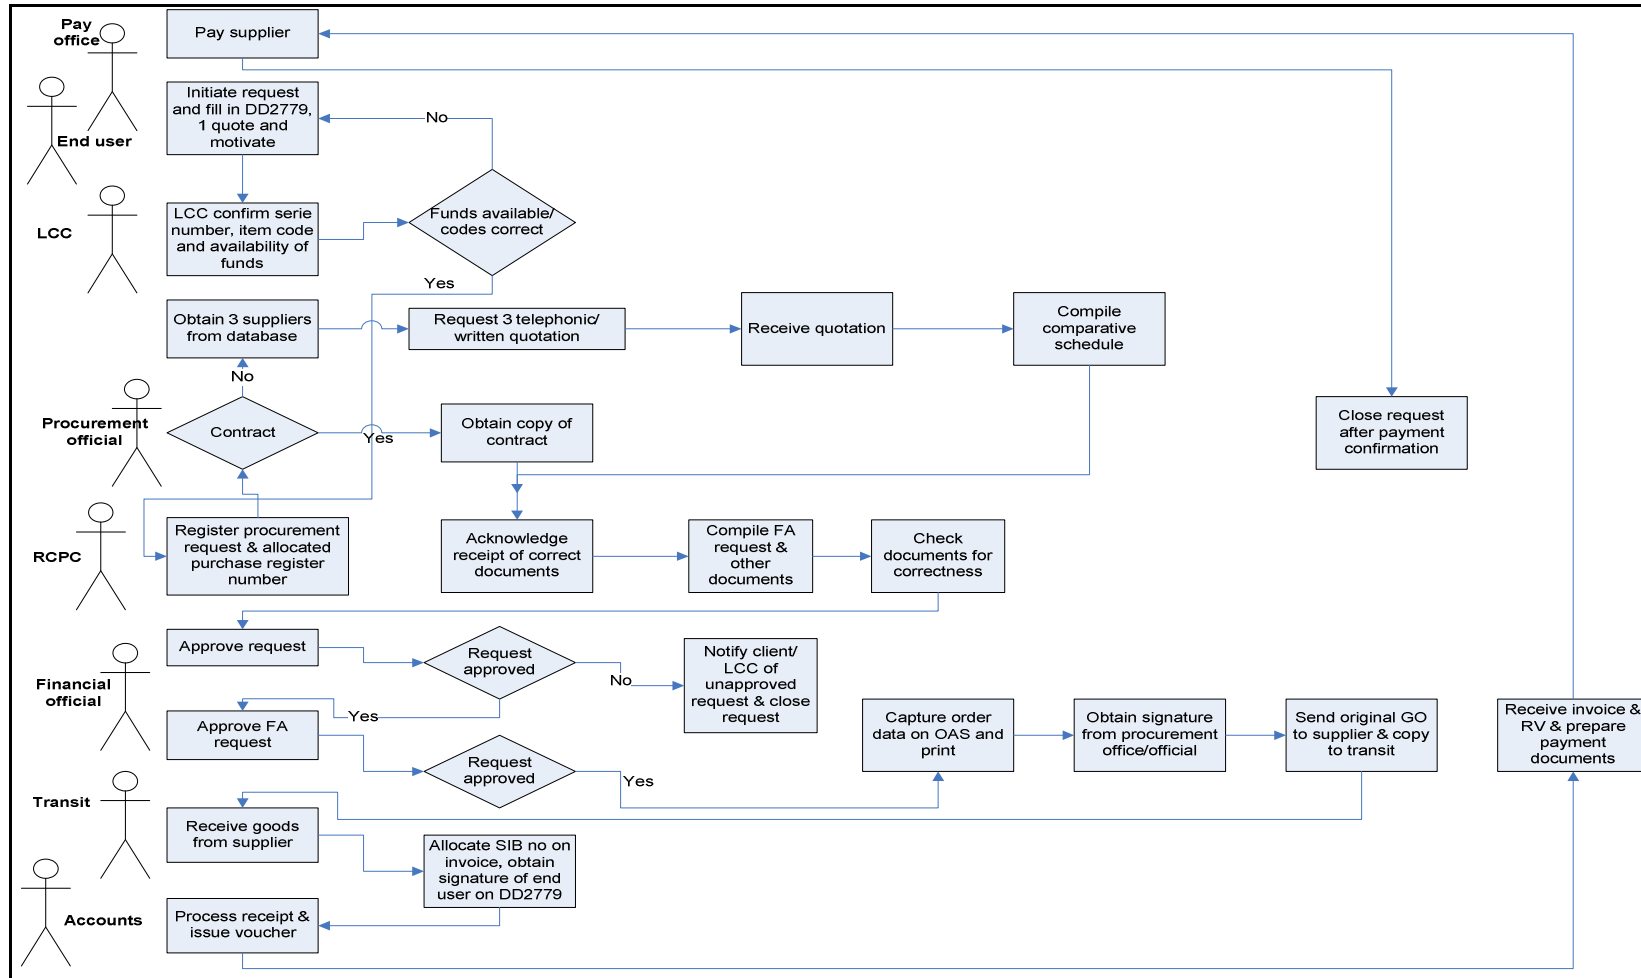 Pay
office
Pay supplier
Initiate request
and fill in DD2779,
1 quote and
motivate
No
End user
LCC
LCC confirm serie
number, item code
and availability of
funds
Funds available/
codes correct
Yes
Obtain 3 suppliers
from database
Request 3 telephonic/
written quotation
Receive quotation
Compile
comparative
schedule
No
Procurement
official
Contract
Yes
Obtain copy of
contract
Close request
after payment
confirmation
RCPC
Register procurement
request & allocated
purchase register
number
Acknowledge
receipt of correct
documents
Compile FA
request &
other
documents
Check
documents for
correctness
Approve request
Request
approved
No
Notify client/
LCC of
unapproved
request & close
request
Financial
official
Yes
Approve FA
request
Request
approved
Yes
Capture order
data on OAS and
print
Obtain signature
from procurement
office/official
Send original GO
to supplier & copy
to transit
Receive invoice &
RV & prepare
payment
documents
Transit
Receive goods
from supplier
Allocate SIB no on
invoice, obtain
signature of end
user on DD2779
Accounts
Process receipt &
issue voucher